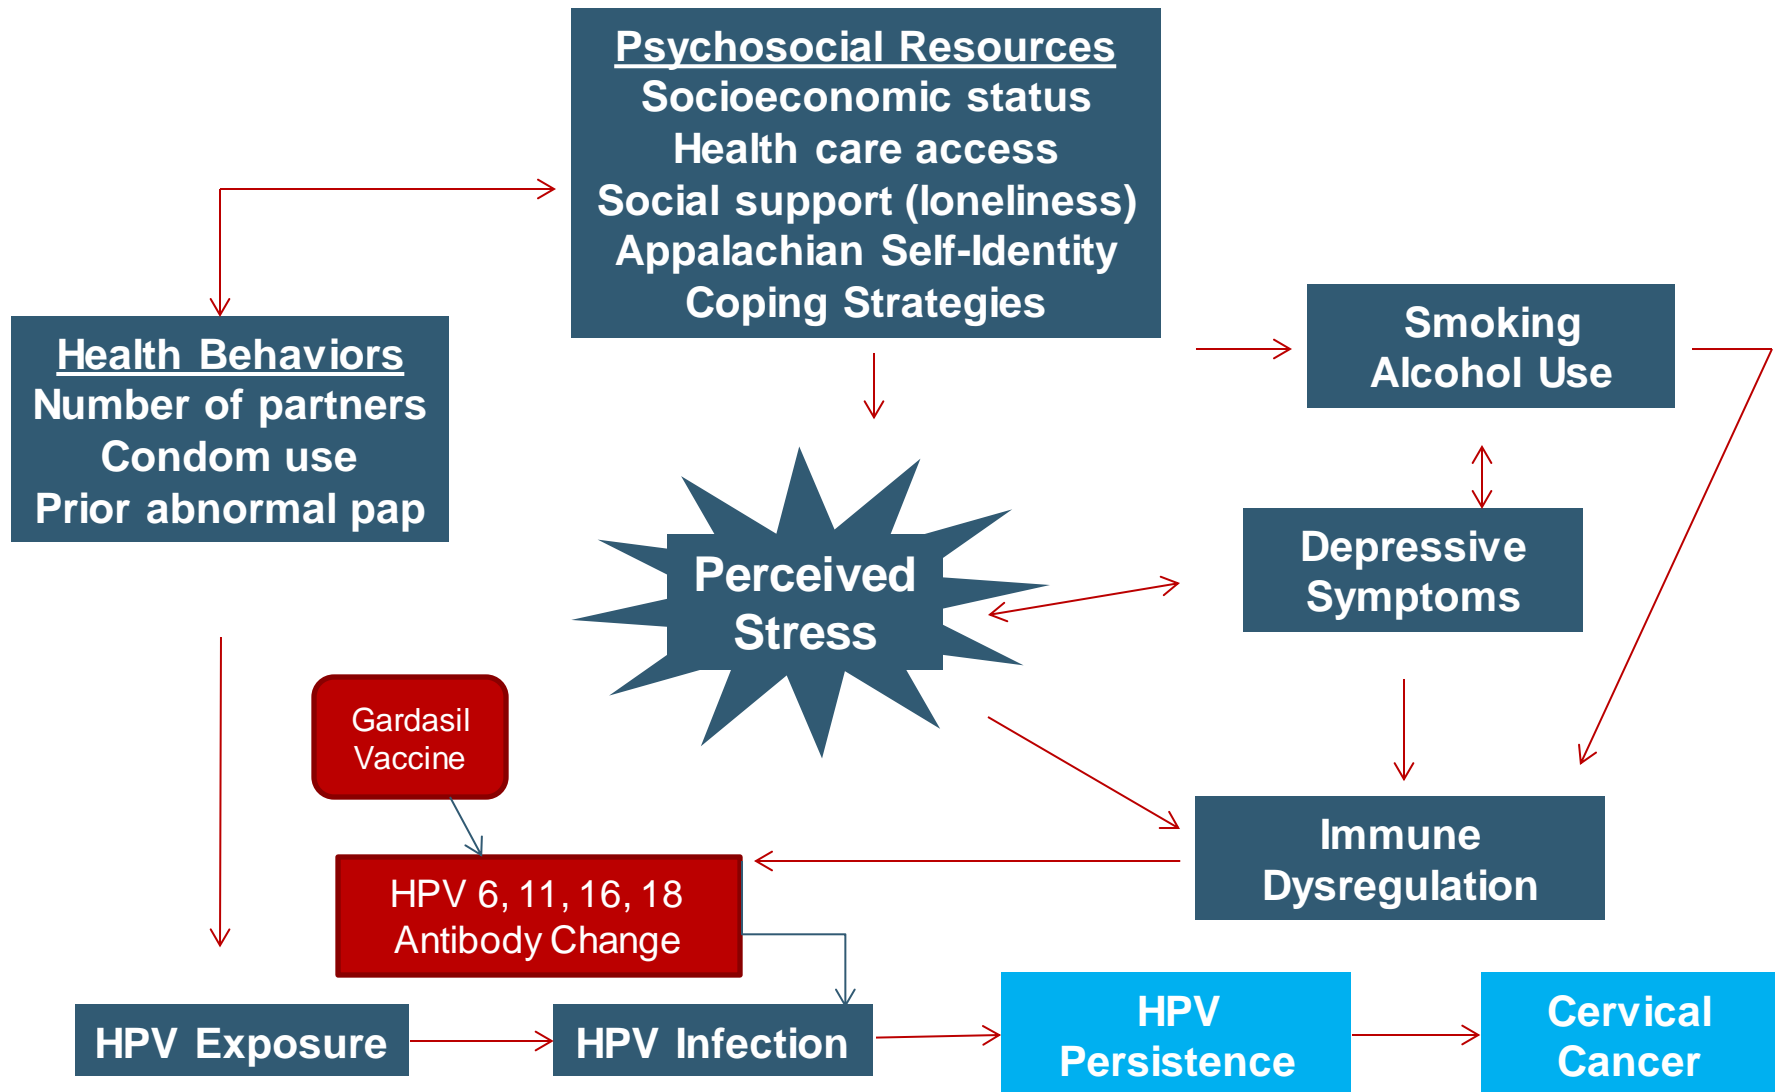 Psychosocial Resources
Socioeconomic status
Health care access
Social support (loneliness)
Appalachian Self-Identity
Coping Strategies
Health Behaviors
Number of partners
Condom use
Prior abnormal pap
Smoking
Alcohol Use
Perceived
Stress
Depressive
Symptoms
Gardasil
Vaccine
HPV 6, 11, 16, 18
Antibody Change
Immune
Dysregulation
HPV Exposure
HPV Infection
HPV
Persistence
Cervical
Cancer